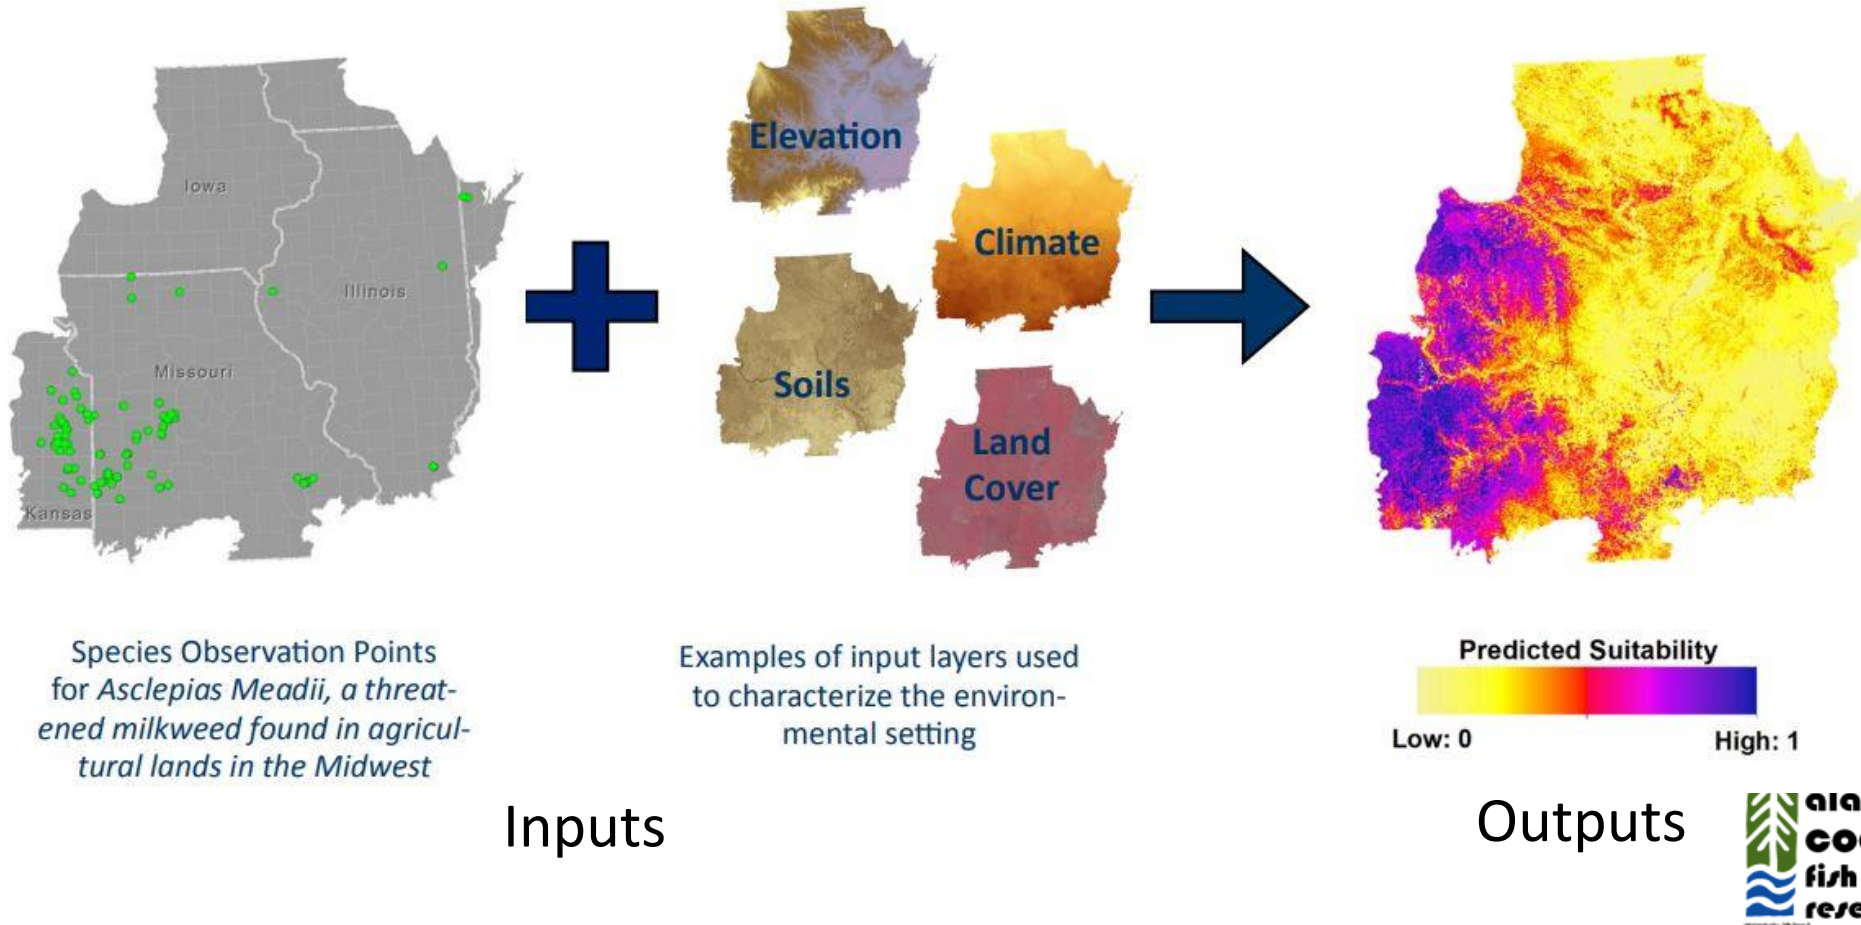 Iowa
Illinois
Missouri
Kansas
Elevation
Climate
Soils
Land
Cover
Species Observation Points
for Asclepias Meadii, a threat-
ened milkweed found in agricul-
tural lands in the Midwest
Examples of input layers used
to characterize the environ-
mental setting
Predicted Suitability
Low: 0
High: 1
Inputs
Outputs
fish